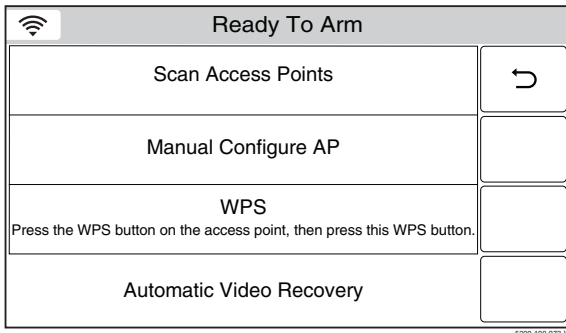 Ready To Arm
Scan Access Points
Manual Configure AP
WPS
Press the WPS button on the access point, then press this WPS button.
Automatic Video Recovery